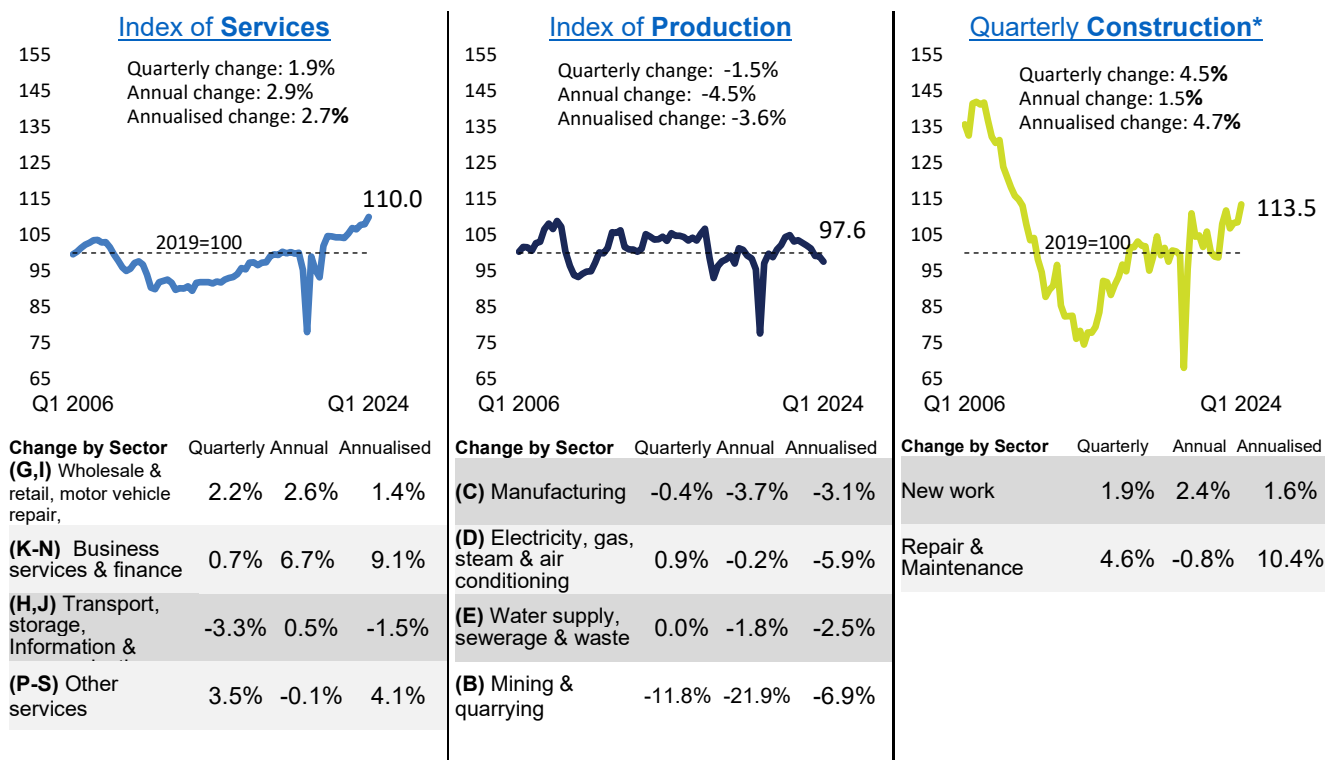 Index of Services
155
145
135
125
115
105
95
85
75
65
Quarterly change: 1.9%
Annual change: 2.9%
Annualised change: 2.7%
110.0
2019=100
Q1 2006 Q1 2024
Change by Sector Quarterly Annual Annualised
(G,I) Wholesale &
retail, motor vehicle
repair,
2.2% 2.6% 1.4%
(K-N) Business
services & finance
0.7% 6.7% 9.1%
(H,J) Transport,
storage,
Information &
-3.3% 0.5% -1.5%
(P-S) Other
services
3.5% -0.1% 4.1%
Index of Production
155
145
135
125
115
105
95
85
75
65
Quarterly change: -1.5%
Annual change: -4.5%
Annualised change: -3.6%
97.6
Q1 2006 Q1 2024
Change by Sector Quarterly Annual Annualised
(C) Manufacturing -0.4% -3.7% -3.1%
(D) Electricity, gas,
steam & air
conditioning
0.9% -0.2% -5.9%
(E) Water supply,
sewerage & waste
0.0% -1.8% -2.5%
(B) Mining &
quarrying
-11.8% -21.9% -6.9%
Quarterly Construction*
155
145
135
125
115
105
95
85
75
65
Quarterly change: 4.5%
Annual change: 1.5%
Annualised change: 4.7%
113.5
2019=100
Q1 2006 Q1 2024
Change by Sector Quarterly Annual Annualised
New work 1.9% 2.4% 1.6%
Repair &
Maintenance
4.6% -0.8% 10.4%